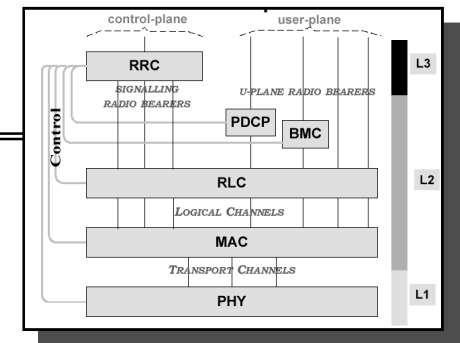 control-plane
user-plane
RRC
L3
SIGNALLING
RADIO BEARERS
U-PLANE RADIO BEARERS
PDCP
BMC
Control
RLC
L2
LOGICAL CHANNELS
MAC
TRANSPORT CHANNELS
PHY
L1